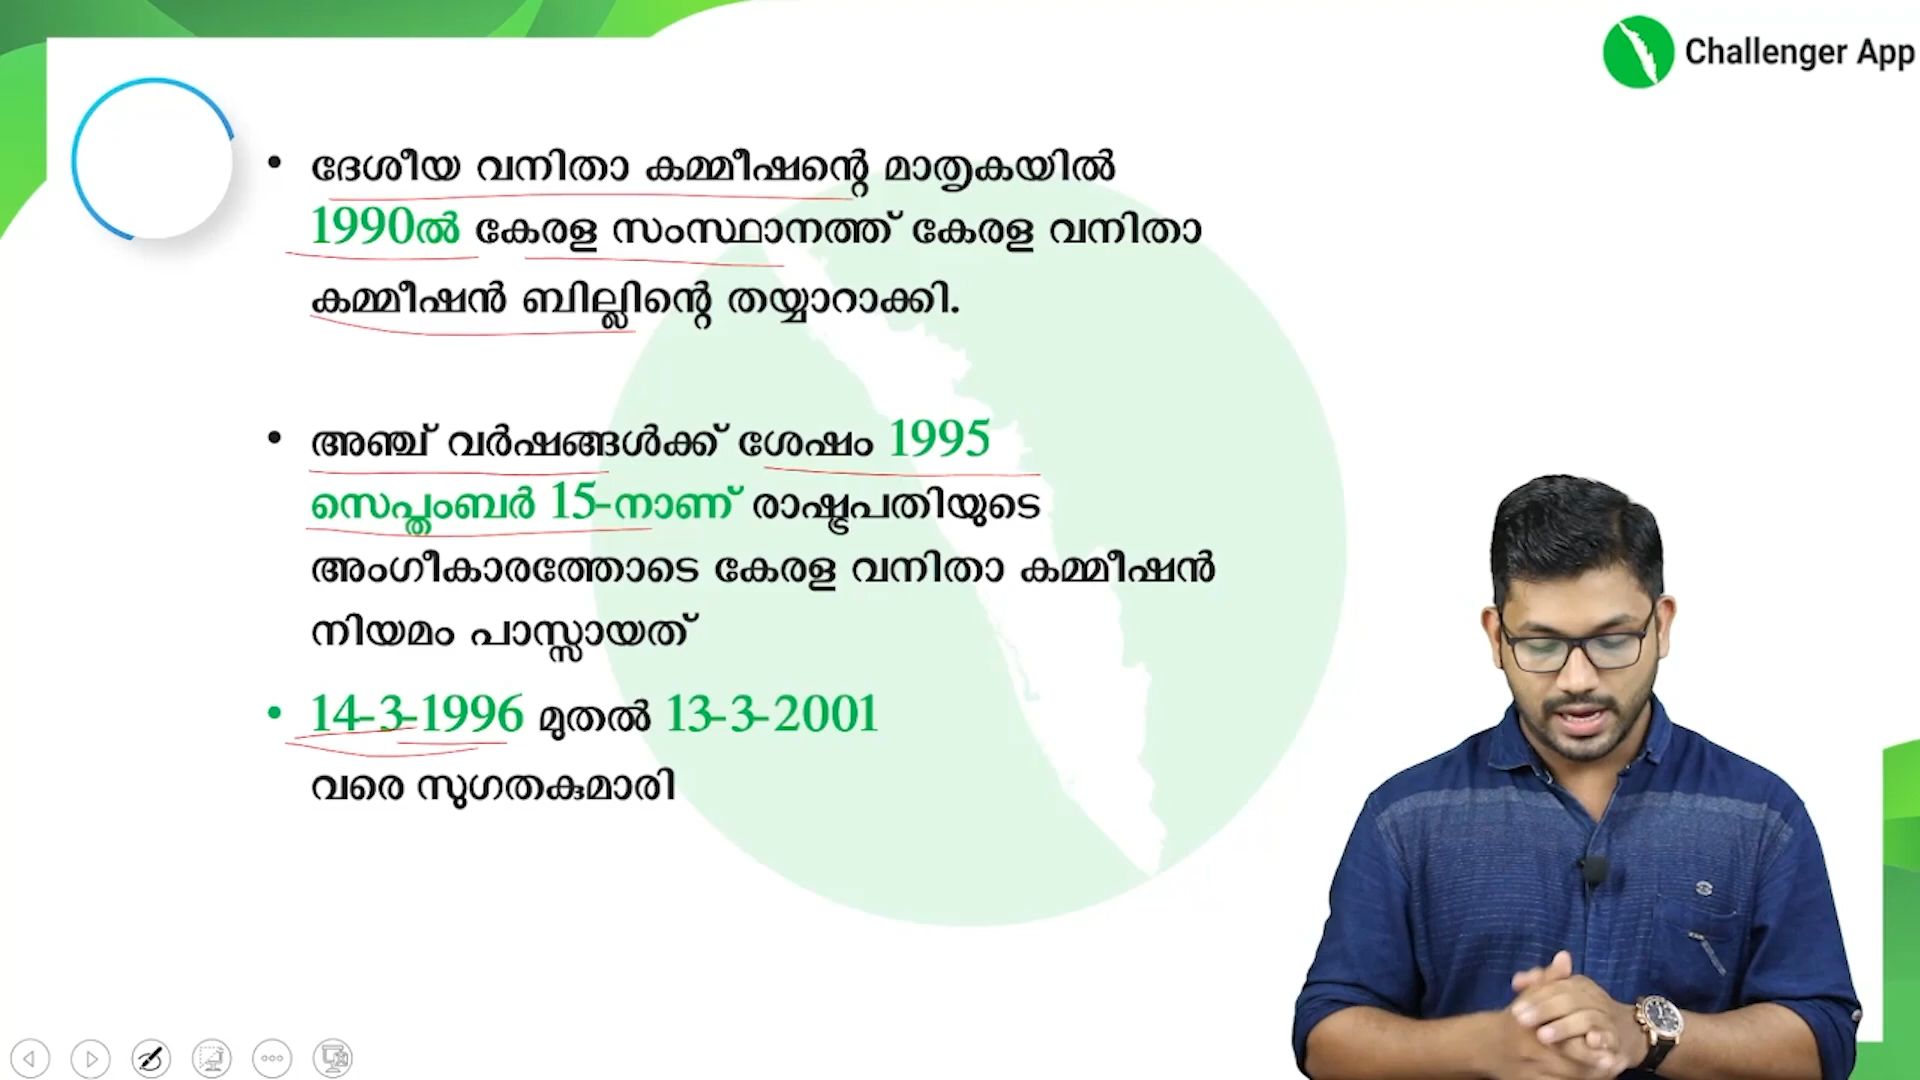 Challenger App
• ദേശീയ വനിതാ കമ്മീഷന്റെ മാതൃകയിൽ
1990ൽ കേരള സംസ്ഥാനത്ത് കേരള വനിതാ
കമ്മീഷൻ ബില്ലിന്റെ തയ്യാറാക്കി.
• അഞ്ച് വർഷങ്ങൾക്ക് ശേഷം 1995
സെപ്തംബർ 15-നാണ് രാഷ്ട്രപതിയുടെ
അംഗീകാരത്തോടെ കേരള വനിതാ കമ്മീഷൻ
നിയമം പാസ്സായത്
• 14-3-1996 മുതൽ 13-3-2001
വരെ സുഗതകുമാരി